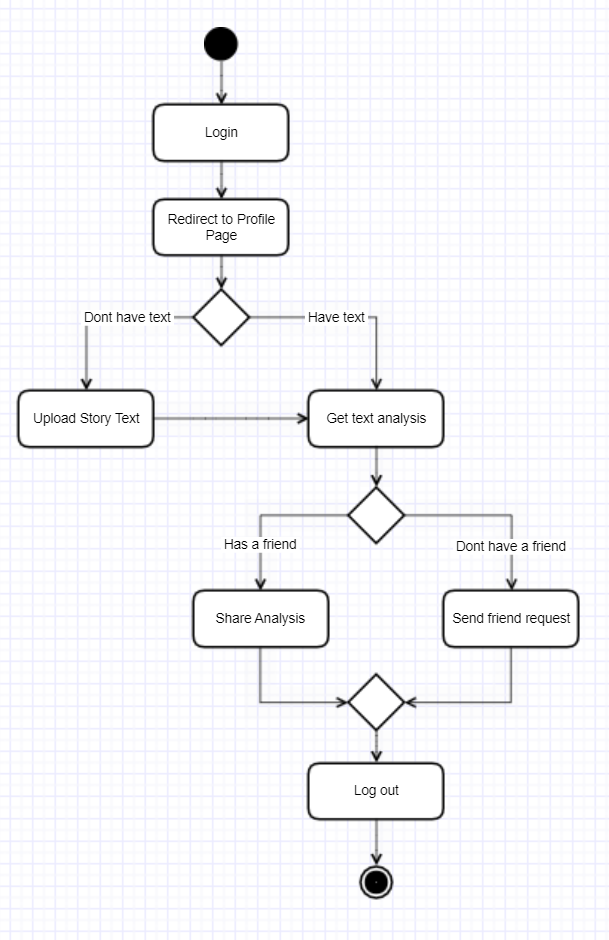 Login
Redirect to Profile
Page
Dont have text
Have text
Upload Story Text
Get text analysis
Has a friend
Dont have a friend
Share Analysis
Send friend request
Log out